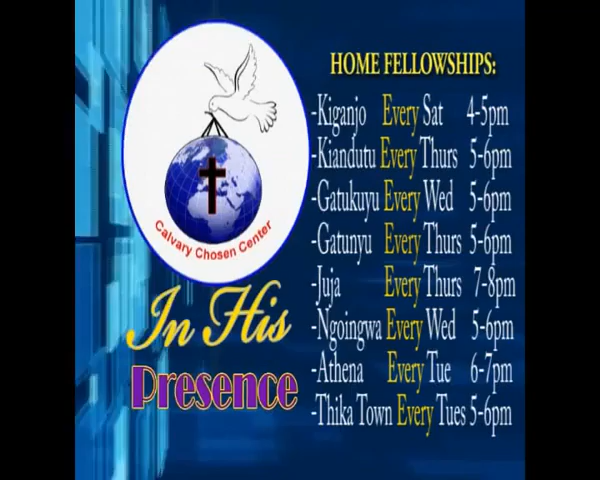 Calvary Chosen Center
In His
Presence
HOME FELLOWSHIPS:
-Kiganjo Every Sat 4-5pm
-Kiandutu Every Thurs 5-6pm
-Gatukuyu Every Wed 5-6pm
-Gatunyu Every Thurs 5-6pm
-Juja Every Thurs 7-8pm
-Ngoingwa Every Wed 5-6pm
-Athena Every Tue 6-7pm
-Thika Town Every Tues 5-6pm